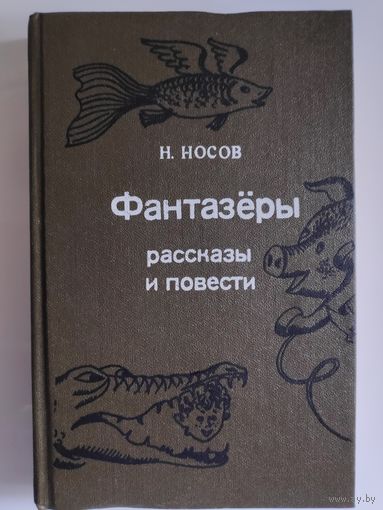 Н. НОСОВ
Фантазёры
рассказы
и повести